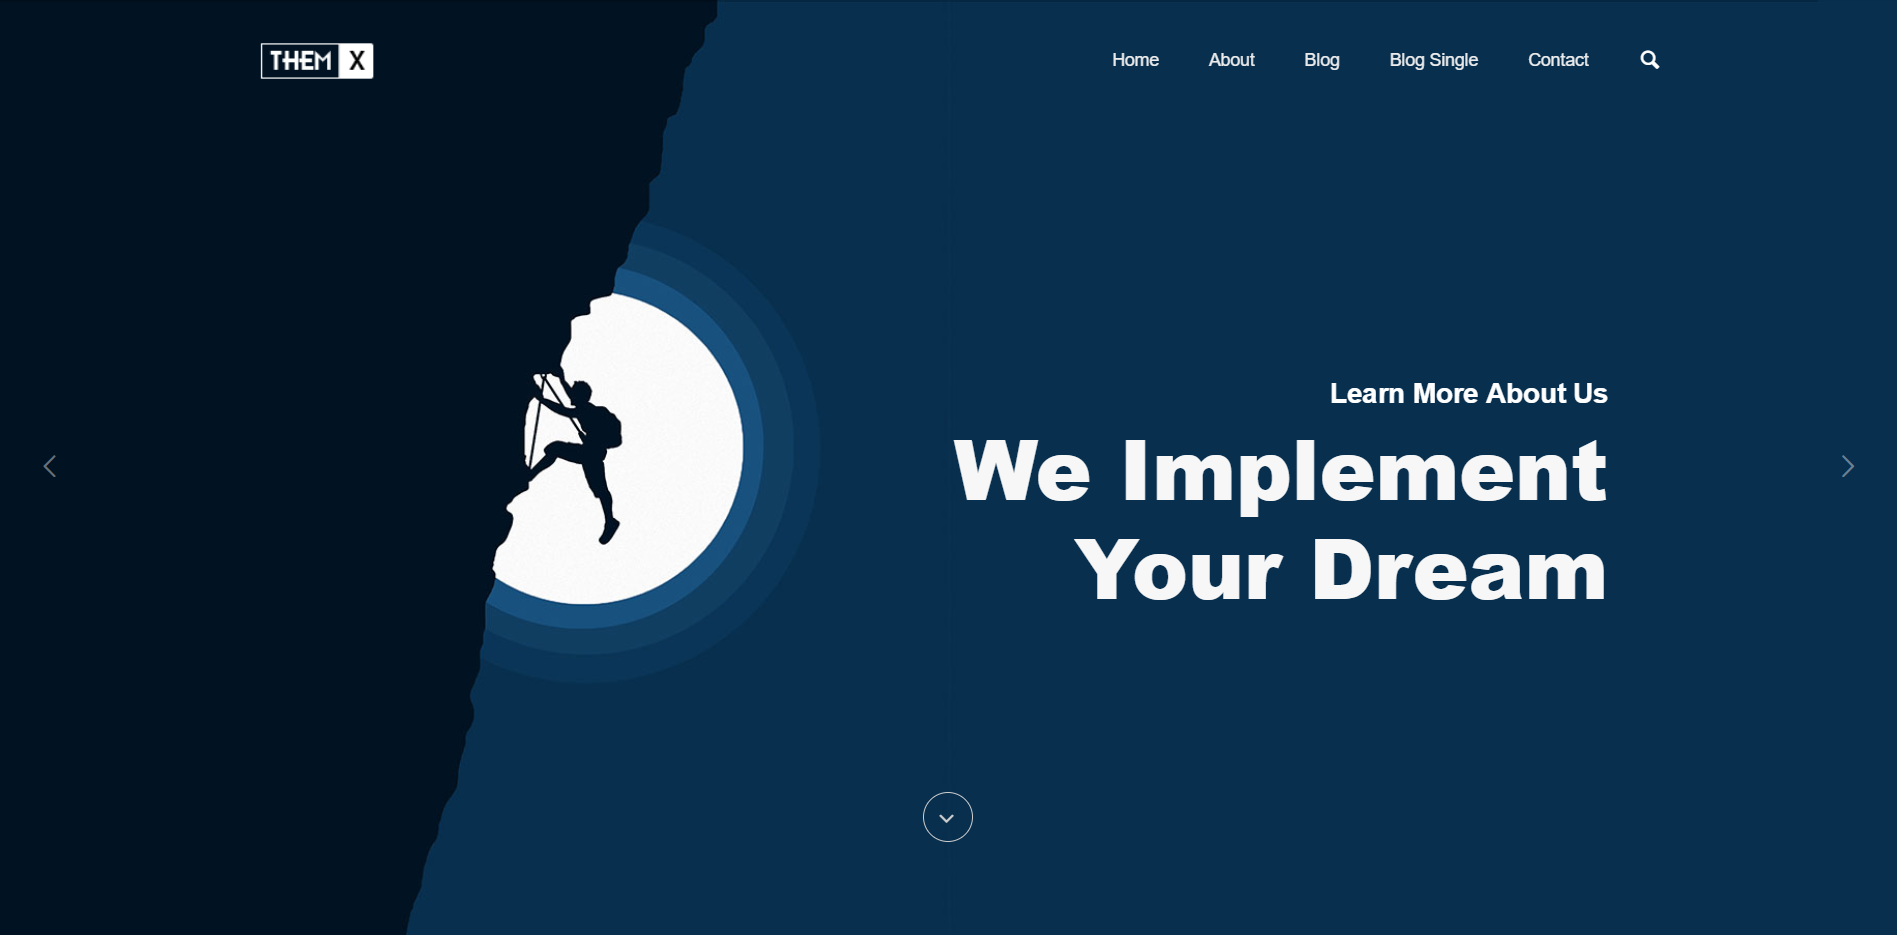 THEM X
Home About Blog Blog Single Contact
Learn More About Us
We Implement
Your Dream